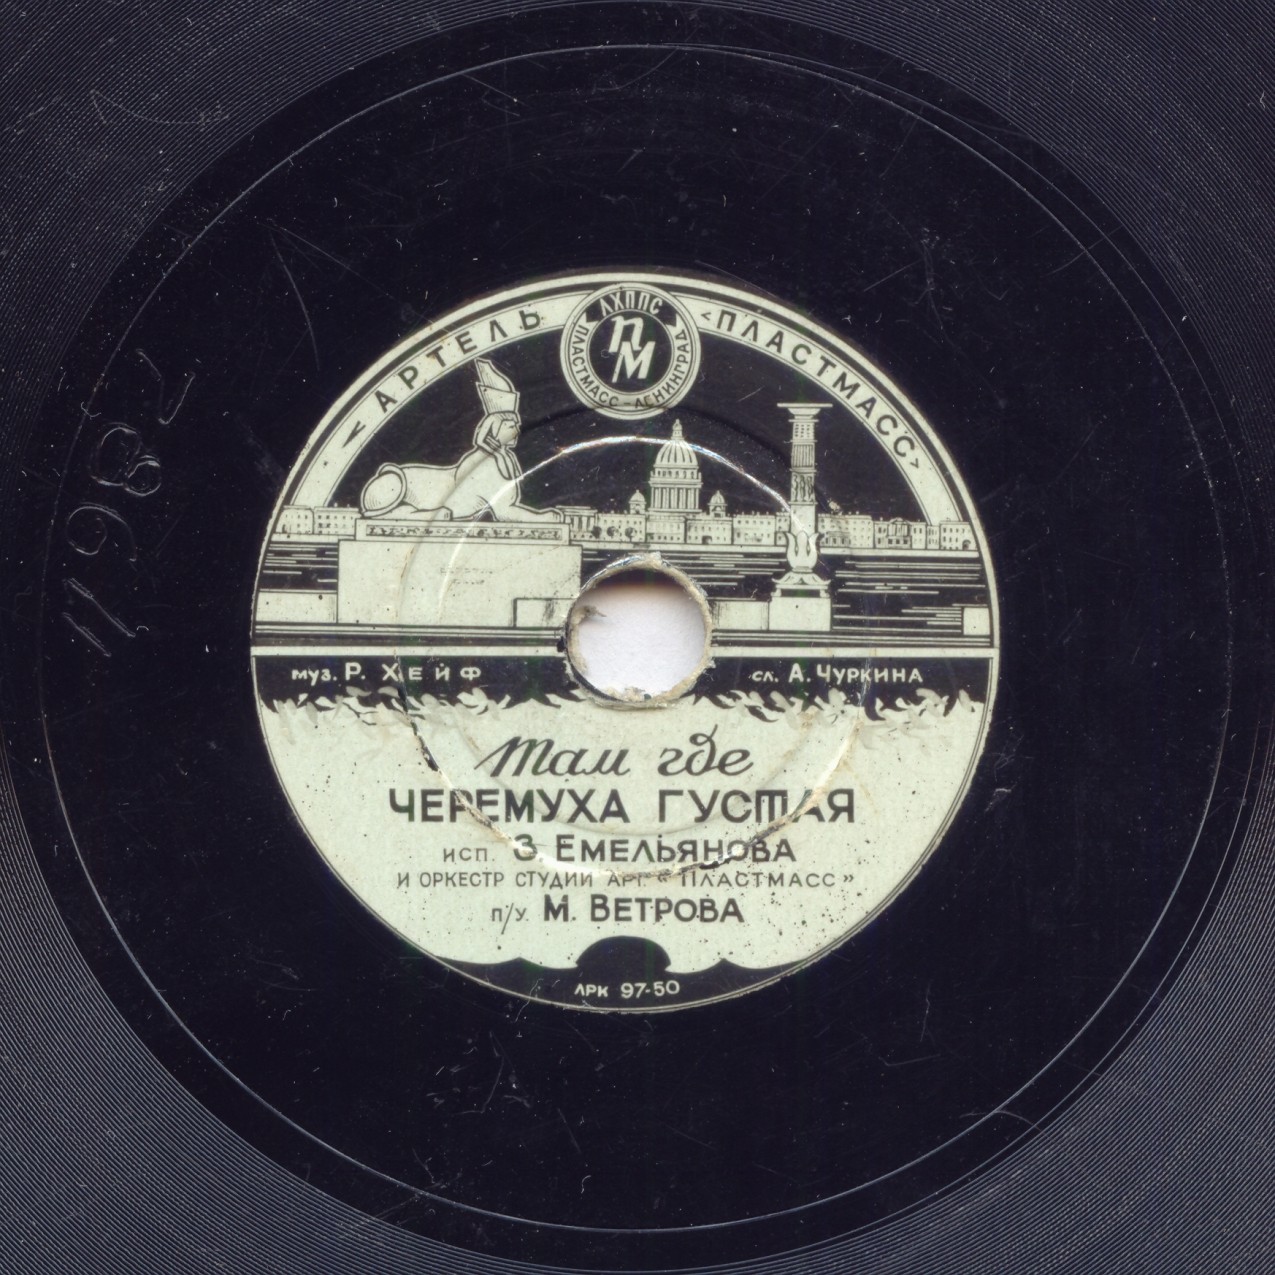 «АРТЕЛЬ «ПЛАСТМАСС»
ЛХППС
ПМ
ПЛАСТМАСС-ЛЕНИНГРАД
муз. Р. ХЕЙФ
сл. А. ЧУРКИНА
Там где
ЧЕРЕМУХА ГУСТАЯ
исп. З ЕМЕЛЬЯНОВА
И ОРКЕСТР СТУДИИ АРТ. "ПЛАСТМАСС"
п/у. М. ВЕТРОВА
ЛРК 97-50